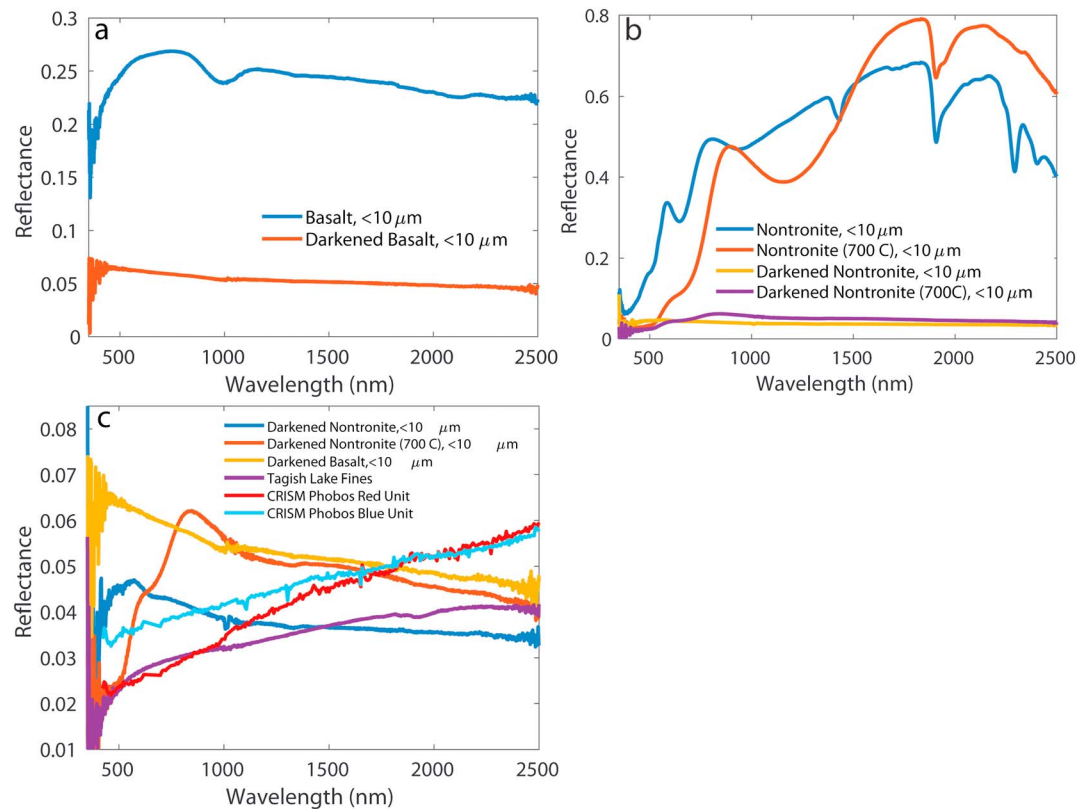 a
0.3
0.25
0.2
0.15
0.1
0.05
0
Reflectance
Basalt, <10 μm
Darkened Basalt, <10 μm
500
1000
1500
2000
2500
Wavelength (nm)
b
0.8
0.6
0.4
0.2
0
Reflectance
Nontronite, <10 μm
Nontronite (700 C), <10 μm
Darkened Nontronite, <10 μm
Darkened Nontronite (700C), <10 μm
500
1000
1500
2000
2500
Wavelength (nm)
c
0.08
0.07
0.06
0.05
0.04
0.03
0.02
0.01
Reflectance
Darkened Nontronite,<10 μm
Darkened Nontronite (700 C), <10 μm
Darkened Basalt,<10 μm
Tagish Lake Fines
CRISM Phobos Red Unit
CRISM Phobos Blue Unit
500
1000
1500
2000
2500
Wavelength (nm)